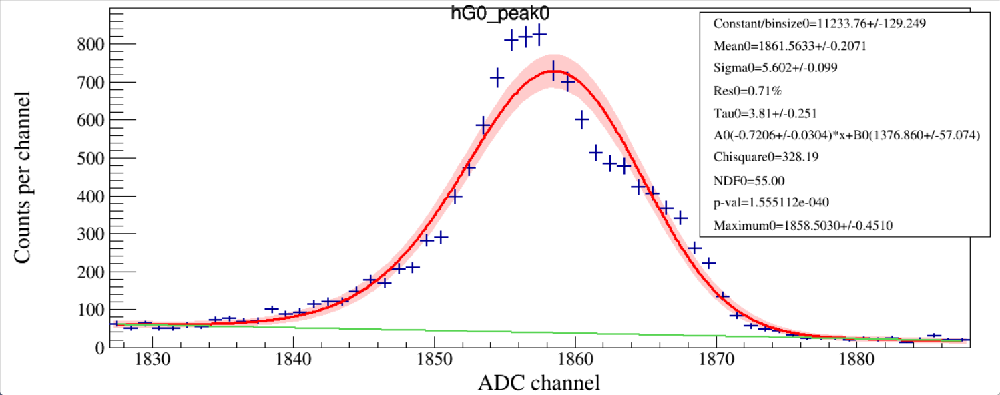 hG0_peak0
Constant/binsize0=11233.76+/-129.249
Mean0=1861.5633+/-0.2071
Sigma0=5.602+/-0.099
Res0=0.71%
Tau0=3.81+/-0.251
A0(-0.7206+/-0.0304)*x+B0(1376.860+/-57.074)
Chisquare0=328.19
NDF0=55.00
p-val=1.555112e-040
Maximum0=1858.5030+/-0.4510
Counts per channel
800
700
600
500
400
300
200
100
0
1830 1840 1850 1860 1870 1880
ADC channel